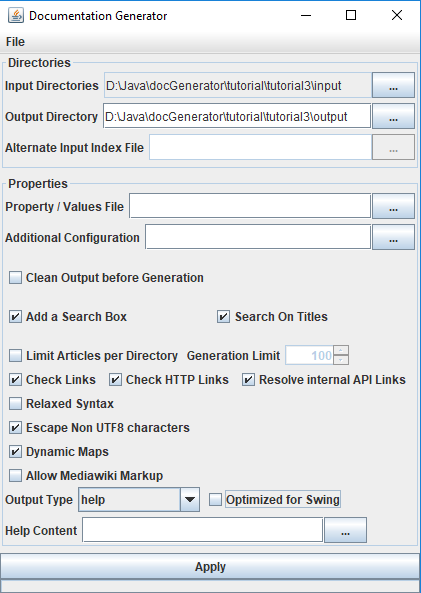 Documentation Generator
File
Directories
Input Directories D:\Java\docGenerator\tutorial\tutorial3\input ...
Output Directory D:\Java\docGenerator\tutorial\tutorial3\output ...
Alternate Input Index File ...
Properties
Property / Values File ...
Additional Configuration ...
Clean Output before Generation
Add a Search Box Search On Titles
Limit Articles per Directory Generation Limit 100
Check Links Check HTTP Links Resolve internal API Links
Relaxed Syntax
Escape Non UTF8 characters
Dynamic Maps
Allow Mediawiki Markup
Output Type help Optimized for Swing
Help Content ...
Apply